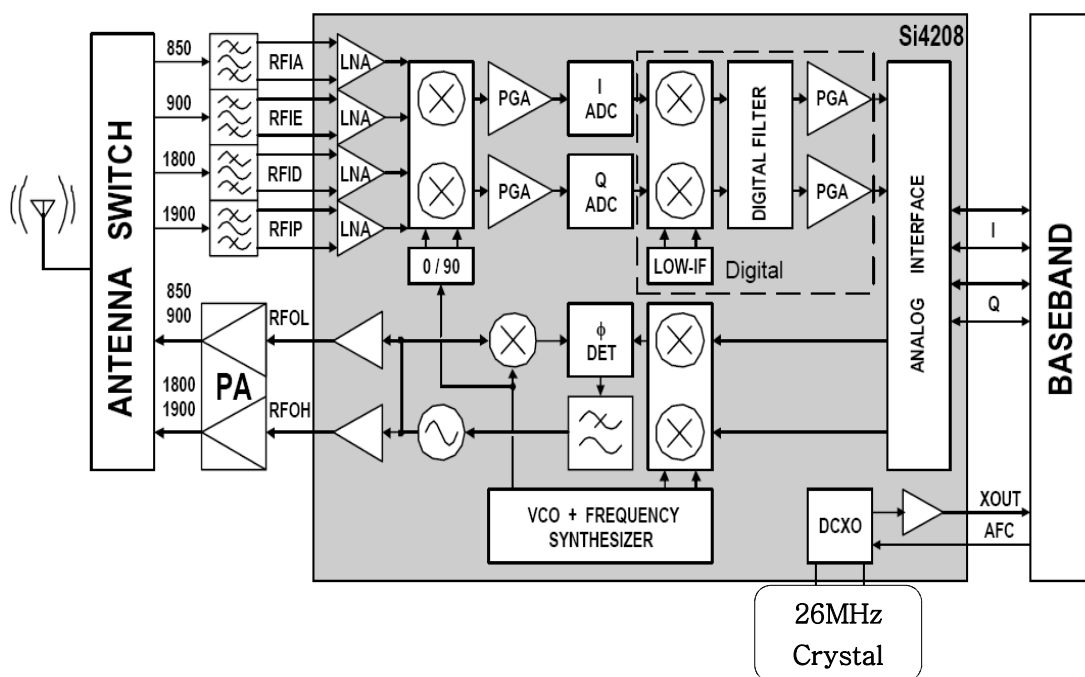 Si4208
ANTENNA SWITCH
850
RFIA
LNA
900
RFIE
LNA
1800
RFID
LNA
1900
RFIP
LNA
0 / 90
PGA
PGA
I
ADC
Q
ADC
LOW-IF
Digital
DIGITAL FILTER
PGA
PGA
ANALOG INTERFACE
I
Q
BASEBAND
850
900
1800
1900
PA
RFOL
RFOH
ϕ
DET
VCO + FREQUENCY
SYNTHESIZER
DCXO
XOUT
AFC
26MHz
Crystal